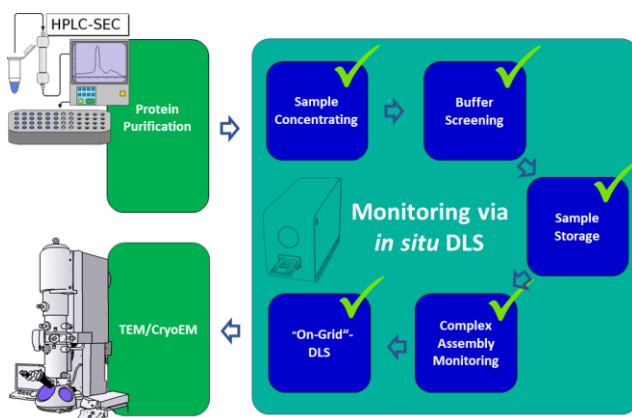 HPLC-SEC
Protein
Purification
Sample
Concentrating
Buffer
Screening
Sample
Storage
Monitoring via
in situ DLS
Complex
Assembly
Monitoring
"On-Grid“-
DLS
TEM/CryoEM